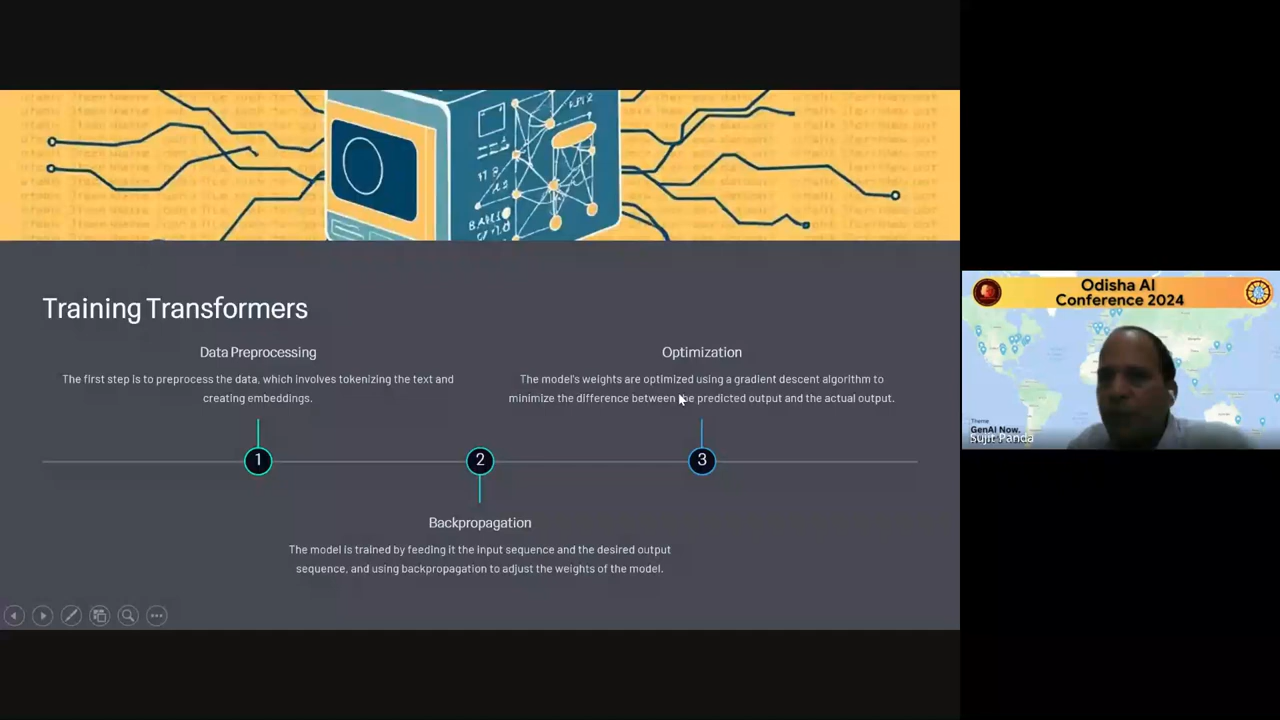 Training Transformers
Data Preprocessing
The first step is to preprocess the data, which involves tokenizing the text and
creating embeddings.
Optimization
The model's weights are optimized using a gradient descent algorithm to
minimize the difference between the predicted output and the actual output.
1
2
3
Backpropagation
The model is trained by feeding it the input sequence and the desired output
sequence, and using backpropagation to adjust the weights of the model.
Odisha AI
Conference 2024
Theme
GenAI Now.
Sujit Panda